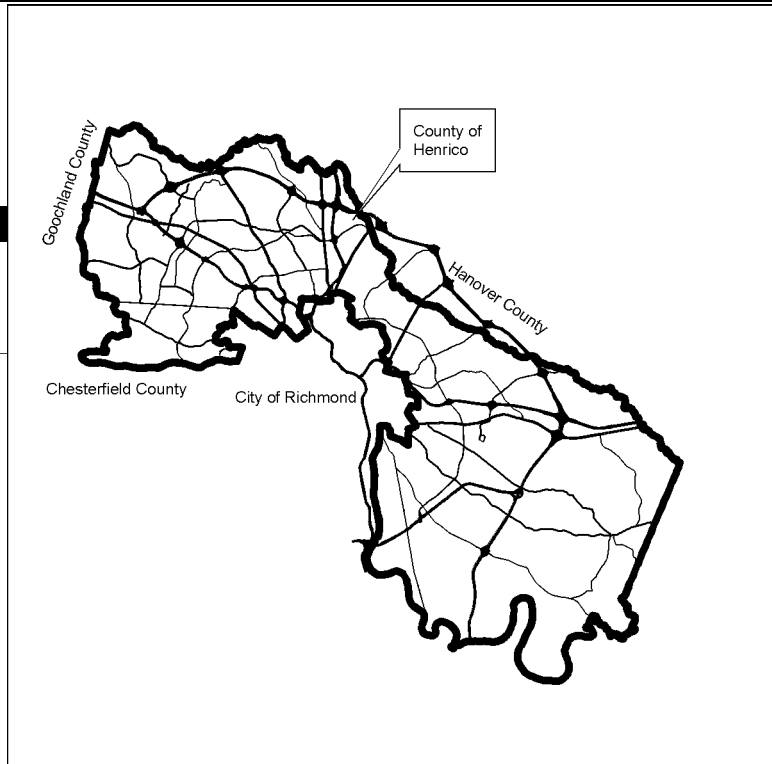 County of
Henrico
Goochland County
Hanover County
Chesterfield County
City of Richmond